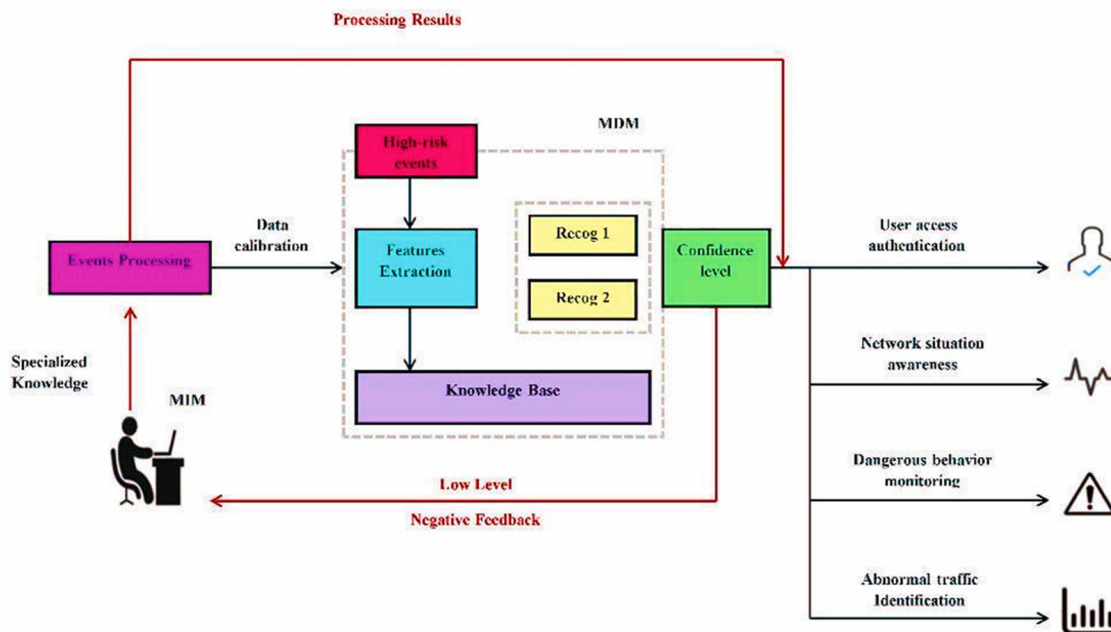 Processing Results
MDM
High-risk
events
Data
calibration
Events Processing
Features
Extraction
Recog 1
Recog 2
Confidence
level
User access
authentication
Network situation
awareness
Specialized
Knowledge
MIM
Knowledge Base
Dangerous behavior
monitoring
Low Level
Negative Feedback
Abnormal traffic
Identification